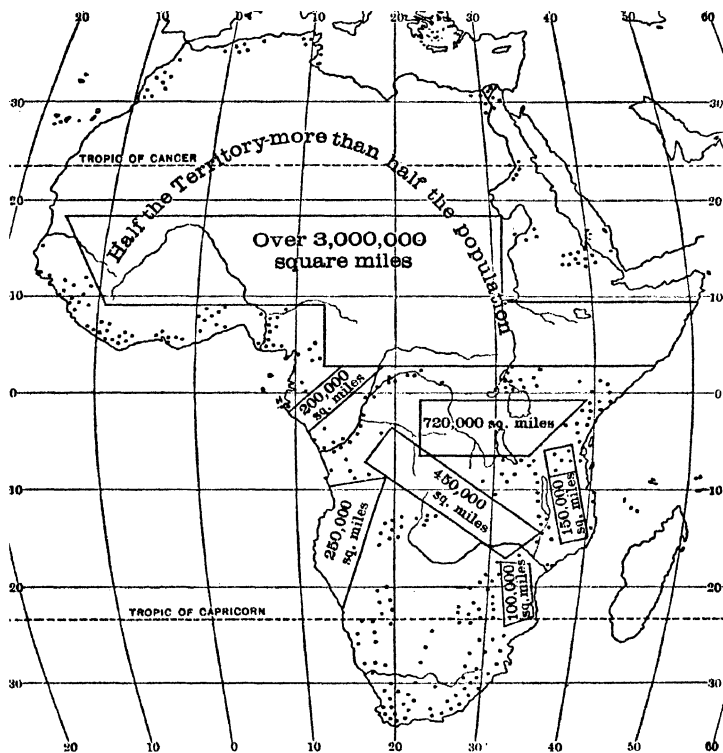 20 10 0 10 20 30 40 50
30 30
TROPIC OF CANCER
Half the Territory-more than half the population
20 20
Over 3,000,000
square miles
10 10
0 0
200,000
sq. miles
720,000 sq. miles
450,000
sq. miles
150,000
sq. miles
10 10
250,000
sq. miles
100,000
sq. miles
20 20
TROPIC OF CAPRICORN
30 30
20 10 0 10 20 30 40 50 60